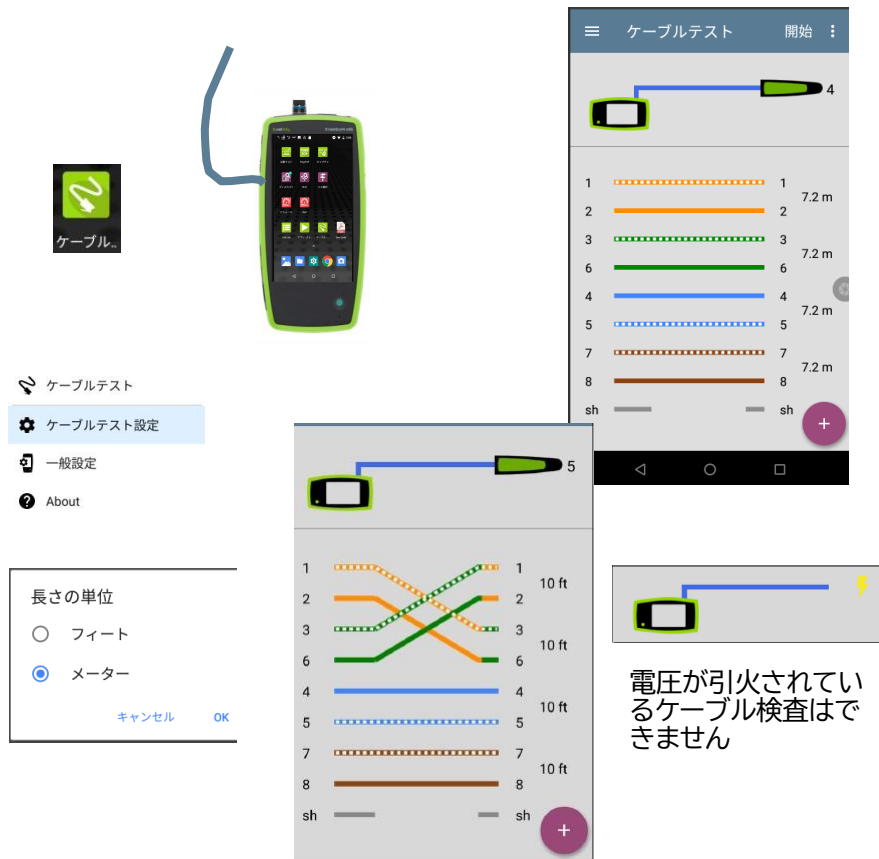 ケーブル..
ケーブルテスト 開始
4
1 1
7.2 m
2 2
3 3
7.2 m
6 6
4 4
7.2 m
5 5
7 7
7.2 m
8 8
sh sh
+
ケーブルテスト
ケーブルテスト設定
一般設定
About
長さの単位
フィート
メーター
キャンセル OK
5
1 1
10 ft
2 2
3 3
10 ft
6 6
4 4
10 ft
5 5
7 7
10 ft
8 8
sh sh
+
電圧が引火されてい
るケーブル検査はで
きません